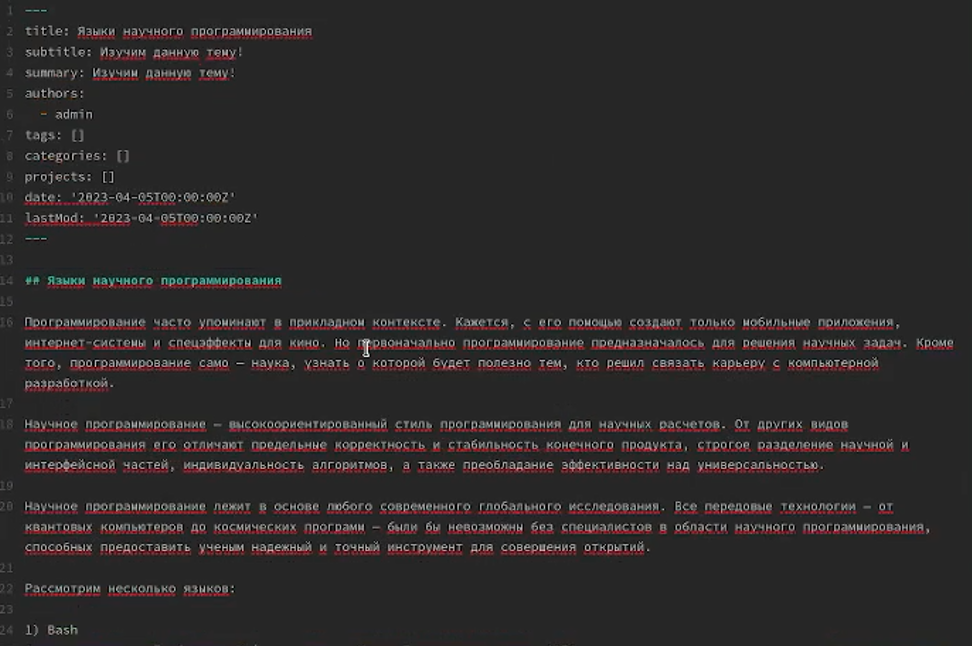 1 ---
2 title: Языки научного программирования
3 subtitle: Изучим данную тему!
4 summary: Изучим данную тему!
5 authors:
6 - admin
7 tags: []
8 categories: []
9 projects: []
10 date: '2023-04-05T00:00:00Z'
11 lastMod: '2023-04-05T00:00:00Z'
12 ---
13
14 ## Языки научного программирования
15
16 Программирование часто упоминают в прикладном контексте. Кажется, с его помощью создают только мобильные приложения,
интернет-системы и спецэффекты для кино. Но первоначально программирование предназначалось для решения научных задач. Кроме
того, программирование само — наука, узнать о которой будет полезно тем, кто решил связать карьеру с компьютерной
разработкой.
17
18 Научное программирование — высокоориентированный стиль программирования для научных расчетов. От других видов
программирования его отличают предельные корректность и стабильность конечного продукта, строгое разделение научной и
интерфейсной частей, индивидуальность алгоритмов, а также преобладание эффективности над универсальностью.
19
20 Научное программирование лежит в основе любого современного глобального исследования. Все передовые технологии — от
квантовых компьютеров до космических программ — были бы невозможны без специалистов в области научного программирования,
способных предоставить ученым надежный и точный инструмент для совершения открытий.
21
22 Рассмотрим несколько языков:
23
24 1) Bash